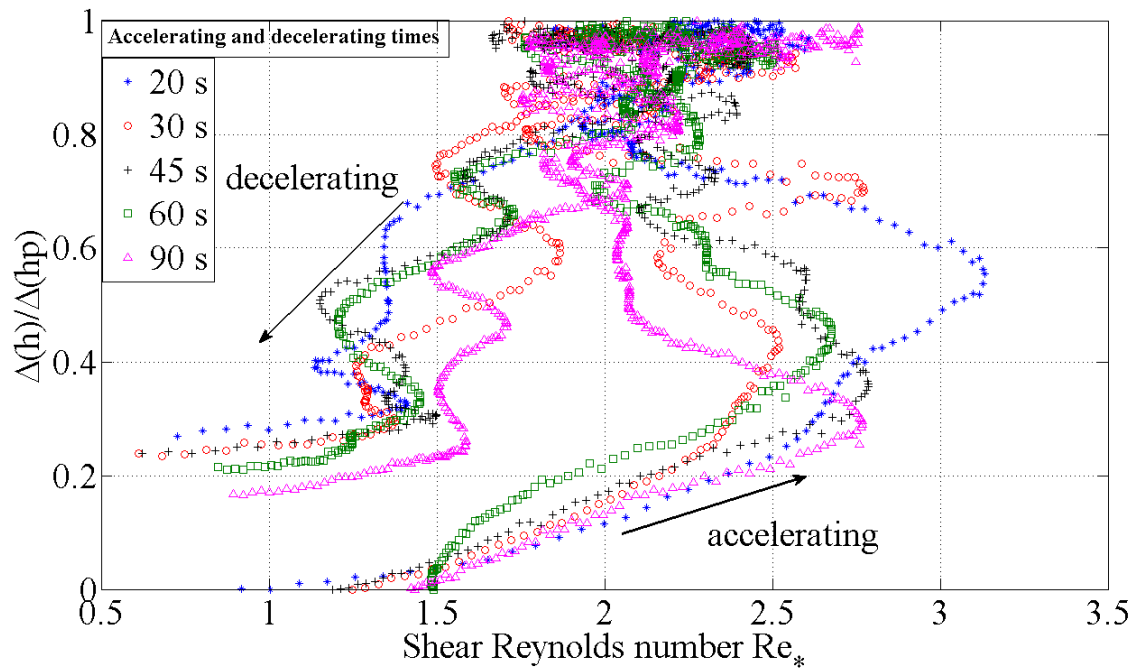 Accelerating and decelerating times
20 s
30 s
45 s
60 s
90 s
decelerating
accelerating
Δ(h)/Δ(hp)
1
0.8
0.6
0.4
0.2
0
0.5 1 1.5 2 2.5 3 3.5
Shear Reynolds number Re*